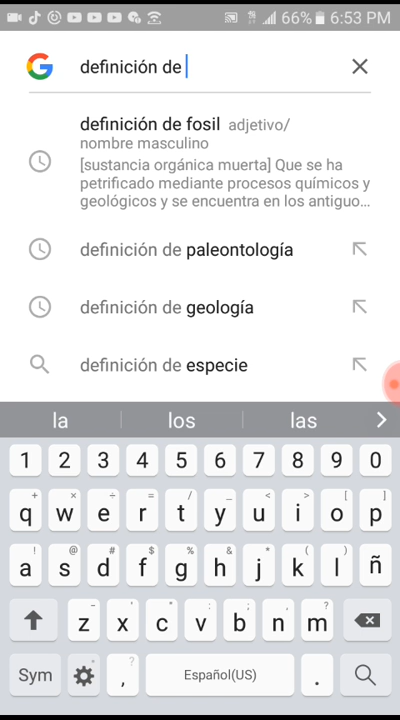 66% 6:53 PM
definición de
definición de fosil adjetivo/
nombre masculino
[sustancia orgánica muerta] Que se ha
petrificado mediante procesos químicos y
geológicos y se encuentra en los antiguo...
definición de paleontología
definición de geología
definición de especie
la los las
1 2 3 4 5 6 7 8 9 0
+ × ÷ = / _ < > [ ]
q w e r t y u i o p
! @ # $ % & * ( )
a s d f g h j k l ñ
- ' " : ; , ?
z x c v b n m
Sym , ? Español(US) .